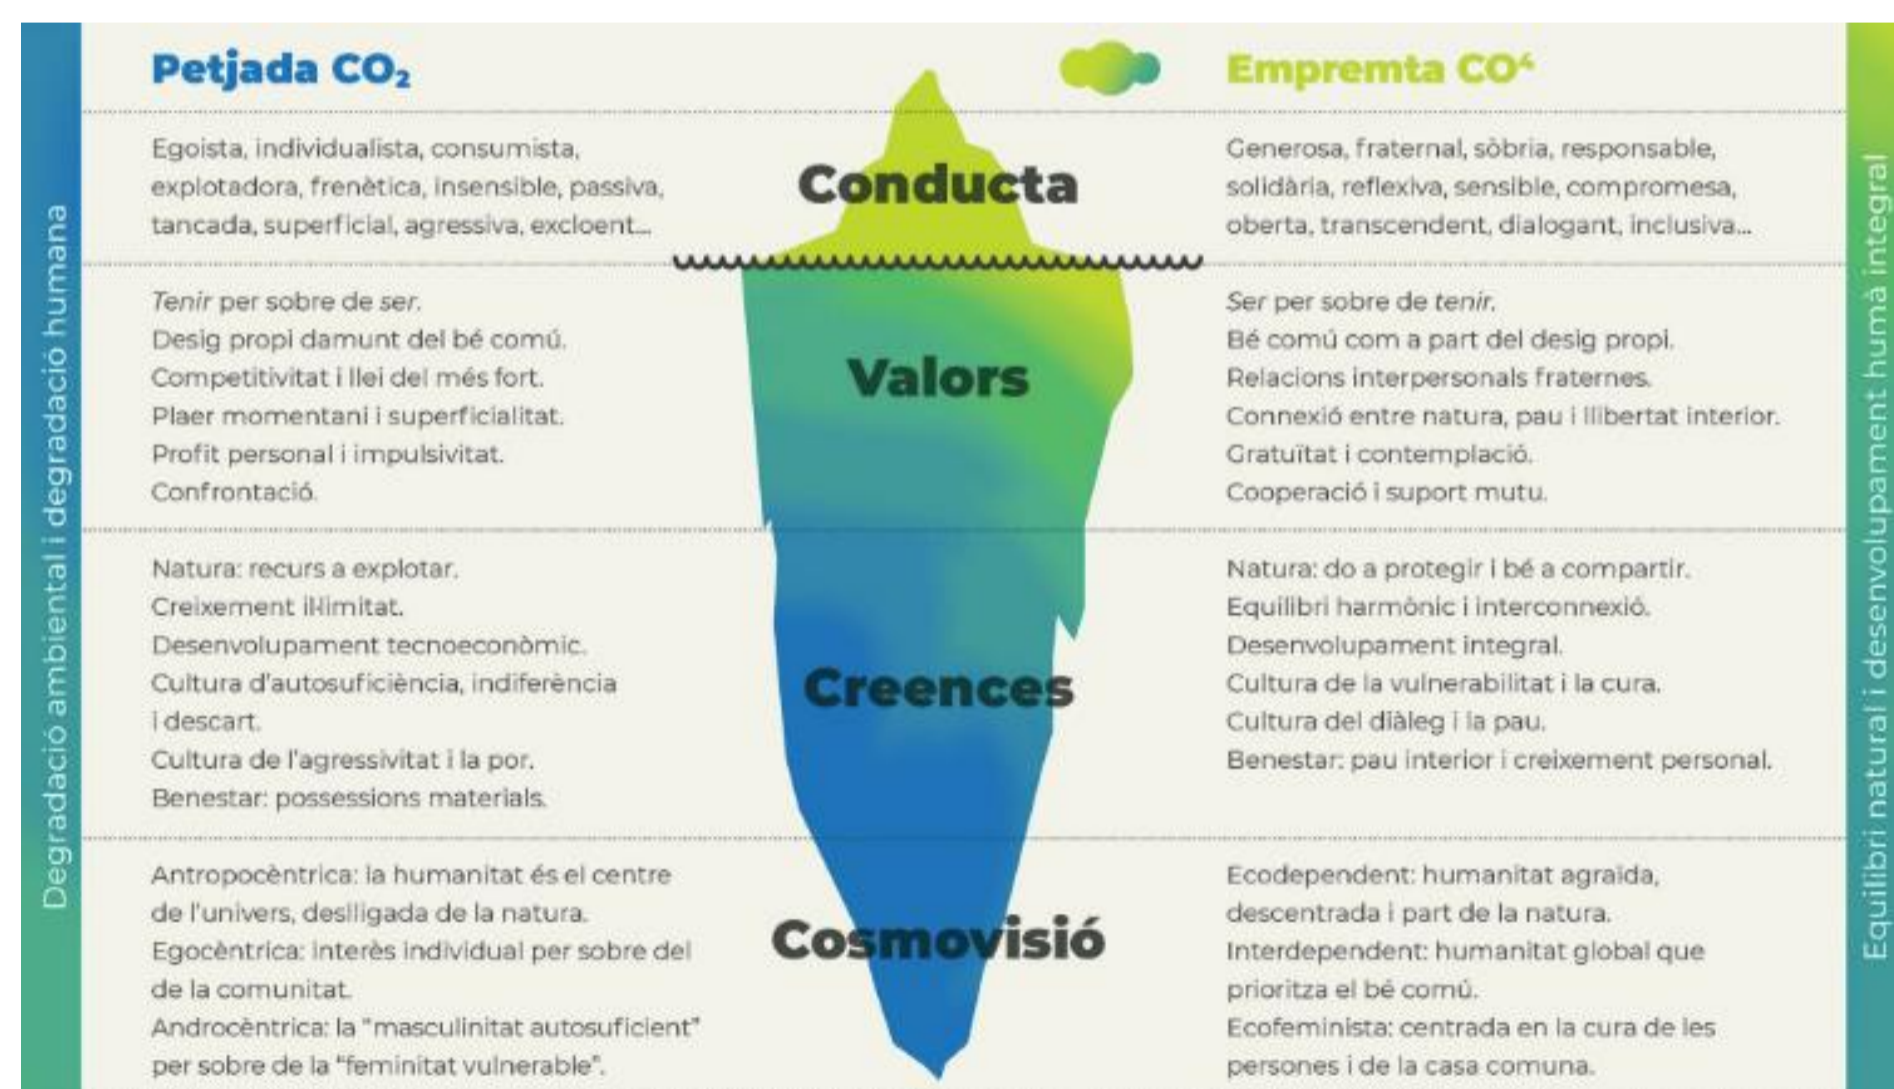 Petjada CO₂
Empremta CO⁴
Egoista, individualista, consumista,
explotadora, frenètica, insensible, passiva,
tancada, superficial, agressiva, excloent...
Conducta
Generosa, fraternal, sòbria, responsable,
solidària, reflexiva, sensible, compromesa,
oberta, transcendent, dialogant, inclusiva...
Tenir per sobre de ser.
Desig propi damunt del bé comú.
Competitivitat i llei del més fort.
Plaer momentani i superficialitat.
Profit personal i impulsivitat.
Confrontació.
Valors
Ser per sobre de tenir.
Bé comú com a part del desig propi.
Relacions interpersonals fraternes.
Connexió entre natura, pau i llibertat interior.
Gratuïtat i contemplació.
Cooperació i suport mutu.
Natura: recurs a explotar.
Creixement il·limitat.
Desenvolupament tecnoeconòmic.
Cultura d'autosuficiència, indiferència
i descart.
Cultura de l'agressivitat i la por.
Benestar: possessions materials.
Creences
Natura: do a protegir i bé a compartir.
Equilibri harmònic i interconnexió.
Desenvolupament integral.
Cultura de la vulnerabilitat i la cura.
Cultura del diàleg i la pau.
Benestar: pau interior i creixement personal.
Antropocèntrica: la humanitat és el centre
de l'univers, deslligada de la natura.
Egocèntrica: interès individual per sobre del
de la comunitat.
Androcèntrica: la "masculinitat autosuficient"
per sobre de la "feminitat vulnerable".
Cosmovisió
Ecodependent: humanitat agraïda,
descentrada i part de la natura.
Interdependent: humanitat global que
prioritza el bé comú.
Ecofeminista: centrada en la cura de les
persones i de la casa comuna.
Degradació ambiental i degradació humana
Equilibri natural i desenvolupament humà integral